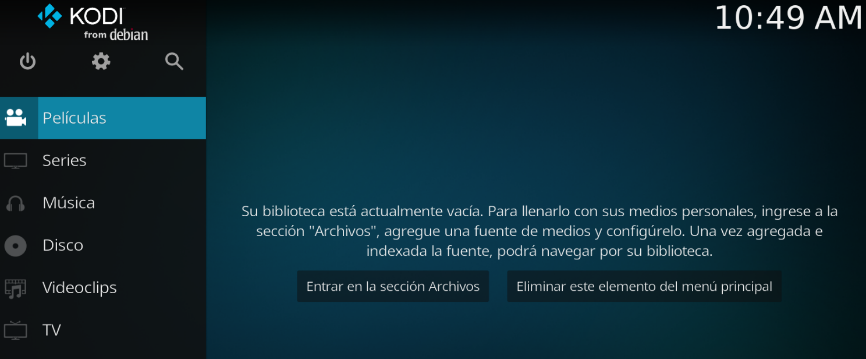 KODI
from debian
10:49 AM
Películas
Series
Música
Disco
Videoclips
TV
Su biblioteca está actualmente vacía. Para llenarlo con sus medios personales, ingrese a la
sección "Archivos", agregue una fuente de medios y configúrelo. Una vez agregada e
indexada la fuente, podrá navegar por su biblioteca.
Entrar en la sección Archivos
Eliminar este elemento del menú principal